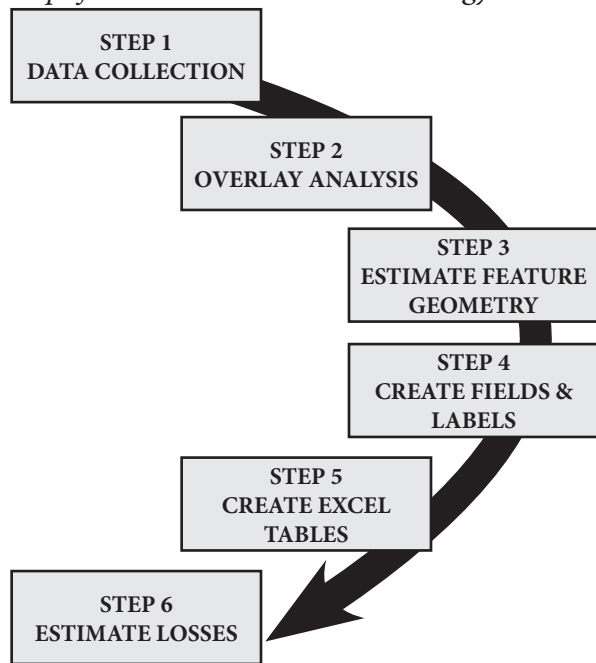 STEP 1
DATA COLLECTION
STEP 2
OVERLAY ANALYSIS
STEP 3
ESTIMATE FEATURE
GEOMETRY
STEP 4
CREATE FIELDS &
LABELS
STEP 5
CREATE EXCEL
TABLES
STEP 6
ESTIMATE LOSSES